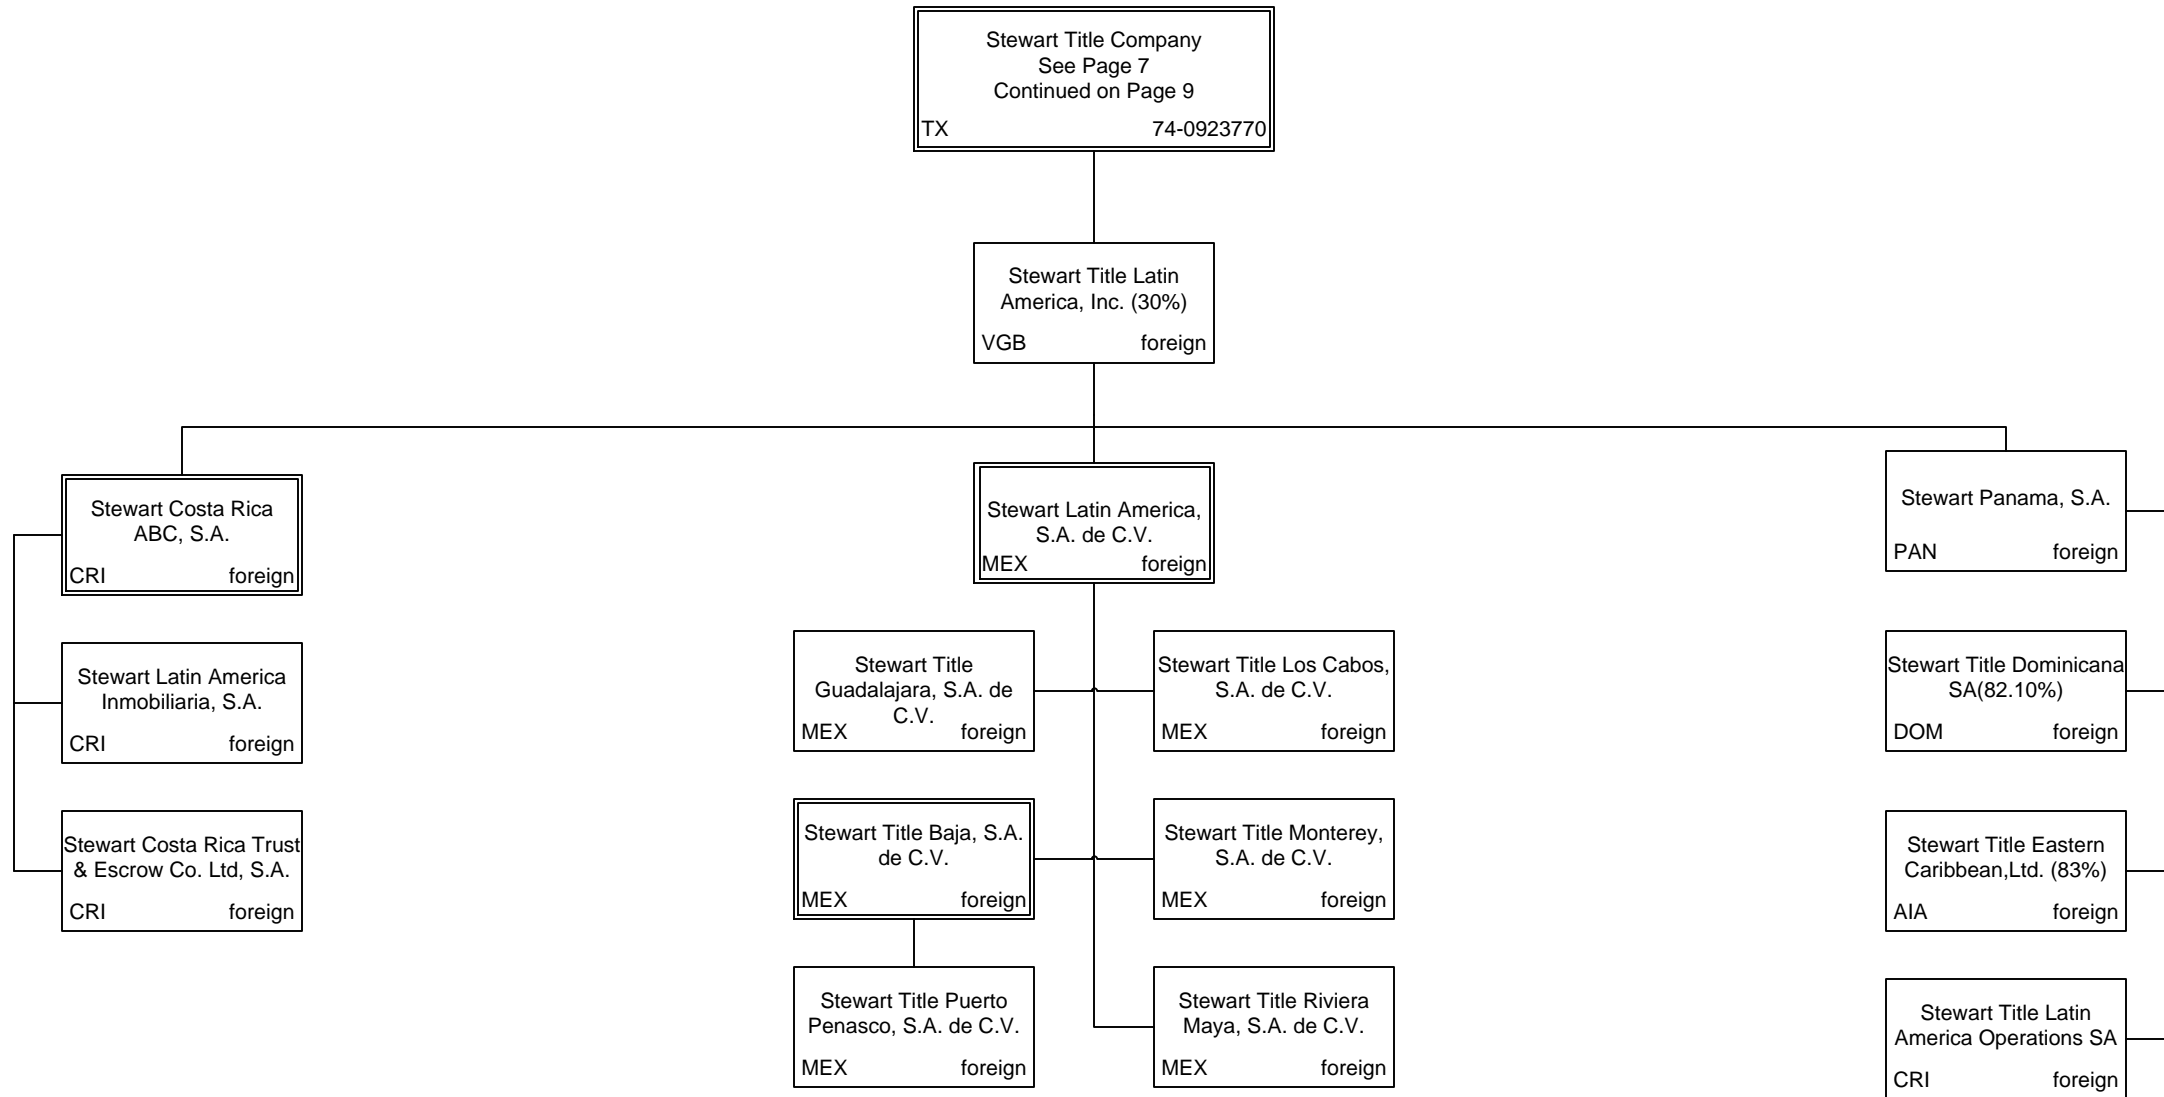 Stewart Title Company
See Page 7
Continued on Page 9
TX 74-0923770
Stewart Title Latin
America, Inc. (30%)
VGB foreign
Stewart Costa Rica
ABC, S.A.
CRI foreign
Stewart Latin America
Inmobiliaria, S.A.
CRI foreign
Stewart Costa Rica Trust
& Escrow Co. Ltd, S.A.
CRI foreign
Stewart Latin America,
S.A. de C.V.
MEX foreign
Stewart Title
Guadalajara, S.A. de
C.V.
MEX foreign
Stewart Title Los Cabos,
S.A. de C.V.
MEX foreign
Stewart Title Baja, S.A.
de C.V.
MEX foreign
Stewart Title Monterey,
S.A. de C.V.
MEX foreign
Stewart Title Puerto
Penasco, S.A. de C.V.
MEX foreign
Stewart Title Riviera
Maya, S.A. de C.V.
MEX foreign
Stewart Panama, S.A.
PAN foreign
Stewart Title Dominicana
SA(82.10%)
DOM foreign
Stewart Title Eastern
Caribbean,Ltd. (83%)
AIA foreign
Stewart Title Latin
America Operations SA
CRI foreign